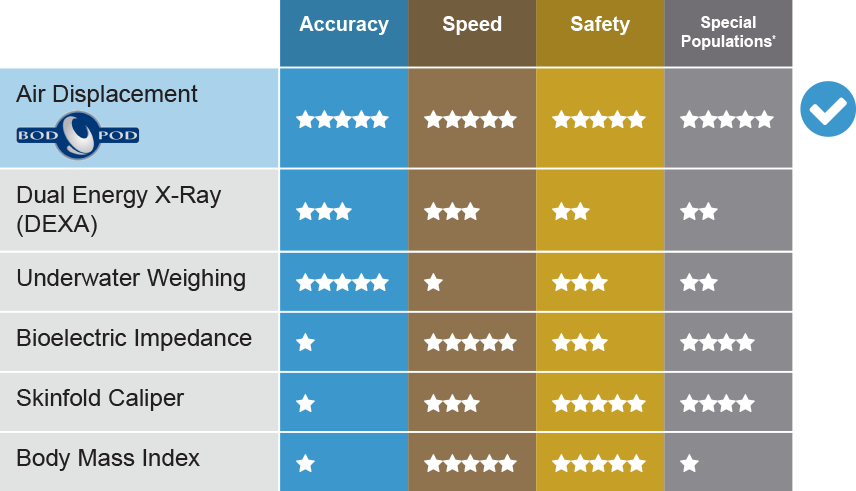 Accuracy
Speed
Safety
Special
Populations*
Air Displacement
BOD POD
Dual Energy X-Ray
(DEXA)
Underwater Weighing
Bioelectric Impedance
Skinfold Caliper
Body Mass Index